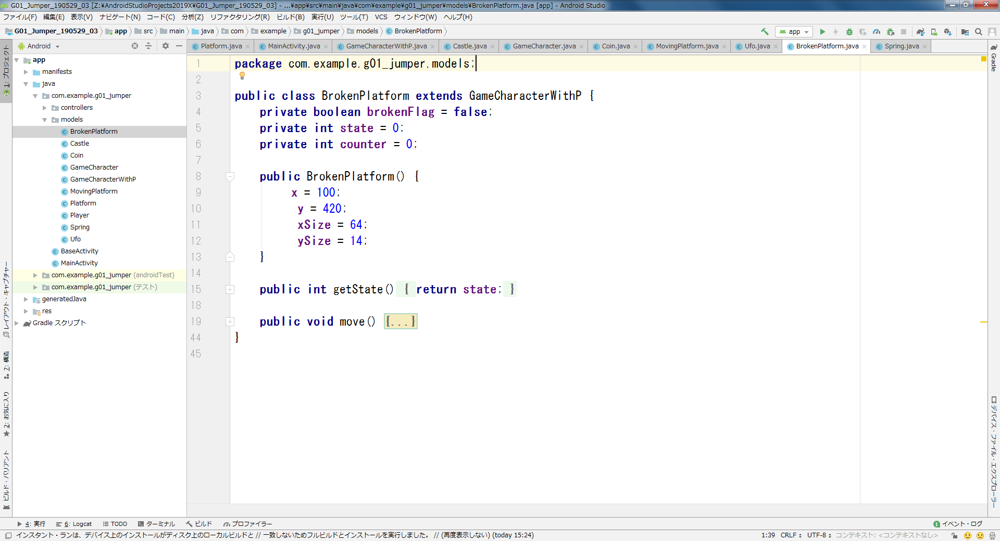 G01_Jumper_190529_03 [Z:¥AndroidStudioProjects2019X¥G01_Jumper_190529_03] - ...¥app¥src¥main¥java¥com¥example¥g01_jumper¥models¥BrokenPlatform.java [app] - Android Studio
ファイル(F) 編集(E) 表示(V) ナビゲート(N) コード(C) 分析(Z) リファクタリング(R) ビルド(B) 実行(U) ツール(T) VCS ウィンドウ(W) ヘルプ(H)
G01_Jumper_190529_03 app src main java com example g01_jumper models BrokenPlatform app
Android
Platform.java MainActivity.java GameCharacterWithP.java Castle.java GameCharacter.java Coin.java MovingPlatform.java Ufo.java BrokenPlatform.java Spring.java
1: プロジェクト
レイアウト・キャプチャー
7: 構造
2: お気に入り
ビルド・バリアント
app
manifests
java
com.example.g01_jumper
controllers
models
BrokenPlatform
Castle
Coin
GameCharacter
GameCharacterWithP
MovingPlatform
Platform
Player
Spring
Ufo
BaseActivity
MainActivity
com.example.g01_jumper (androidTest)
com.example.g01_jumper (テスト)
generatedJava
res
Gradle スクリプト
1 package com.example.g01_jumper.models;
2
3 public class BrokenPlatform extends GameCharacterWithP {
4 private boolean brokenFlag = false;
5 private int state = 0;
6 private int counter = 0;
7
8 public BrokenPlatform() {
9 x = 100;
10 y = 420;
11 xSize = 64;
12 ySize = 14;
13 }
14
15 public int getState() { return state; }
18
19 public void move() {...}
44 }
45
Gradle
デバイス・ファイル・エクスプローラー
4: 実行 6: Logcat TODO ターミナル ビルド プロファイラー 1 イベント・ログ
インスタント・ランは、デバイス上のインストールがディスク上のローカルビルドと // 一致しないためフルビルドとインストールを実行しました。 // (再度表示しない) (today 15:24) 1:39 CRLF UTF-8 コンテキスト: <コンテキストなし>